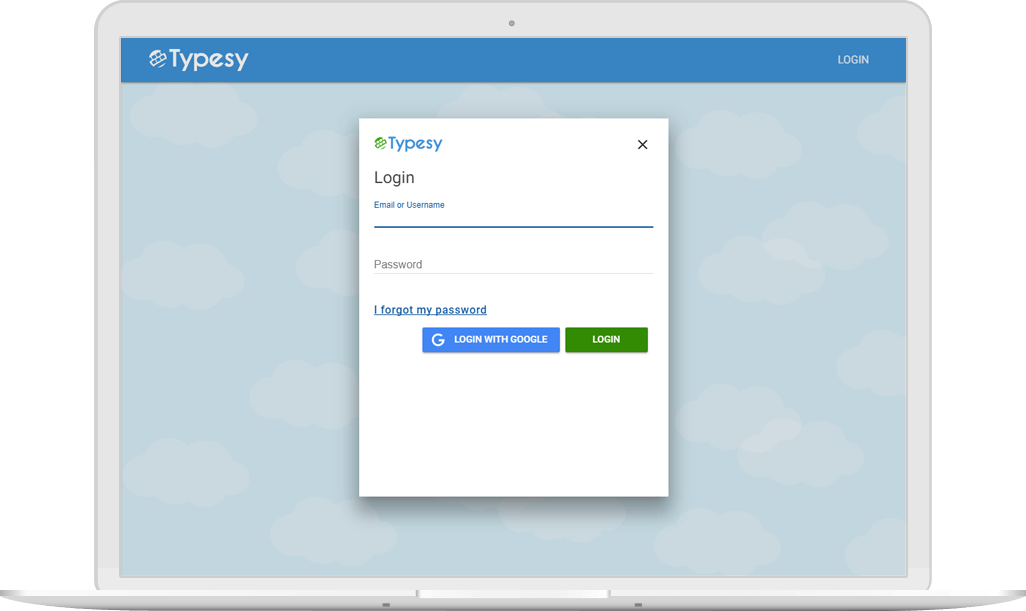 Typesy
LOGIN
Typesy
Login
Email or Username
Password
I forgot my password
LOGIN WITH GOOGLE
LOGIN